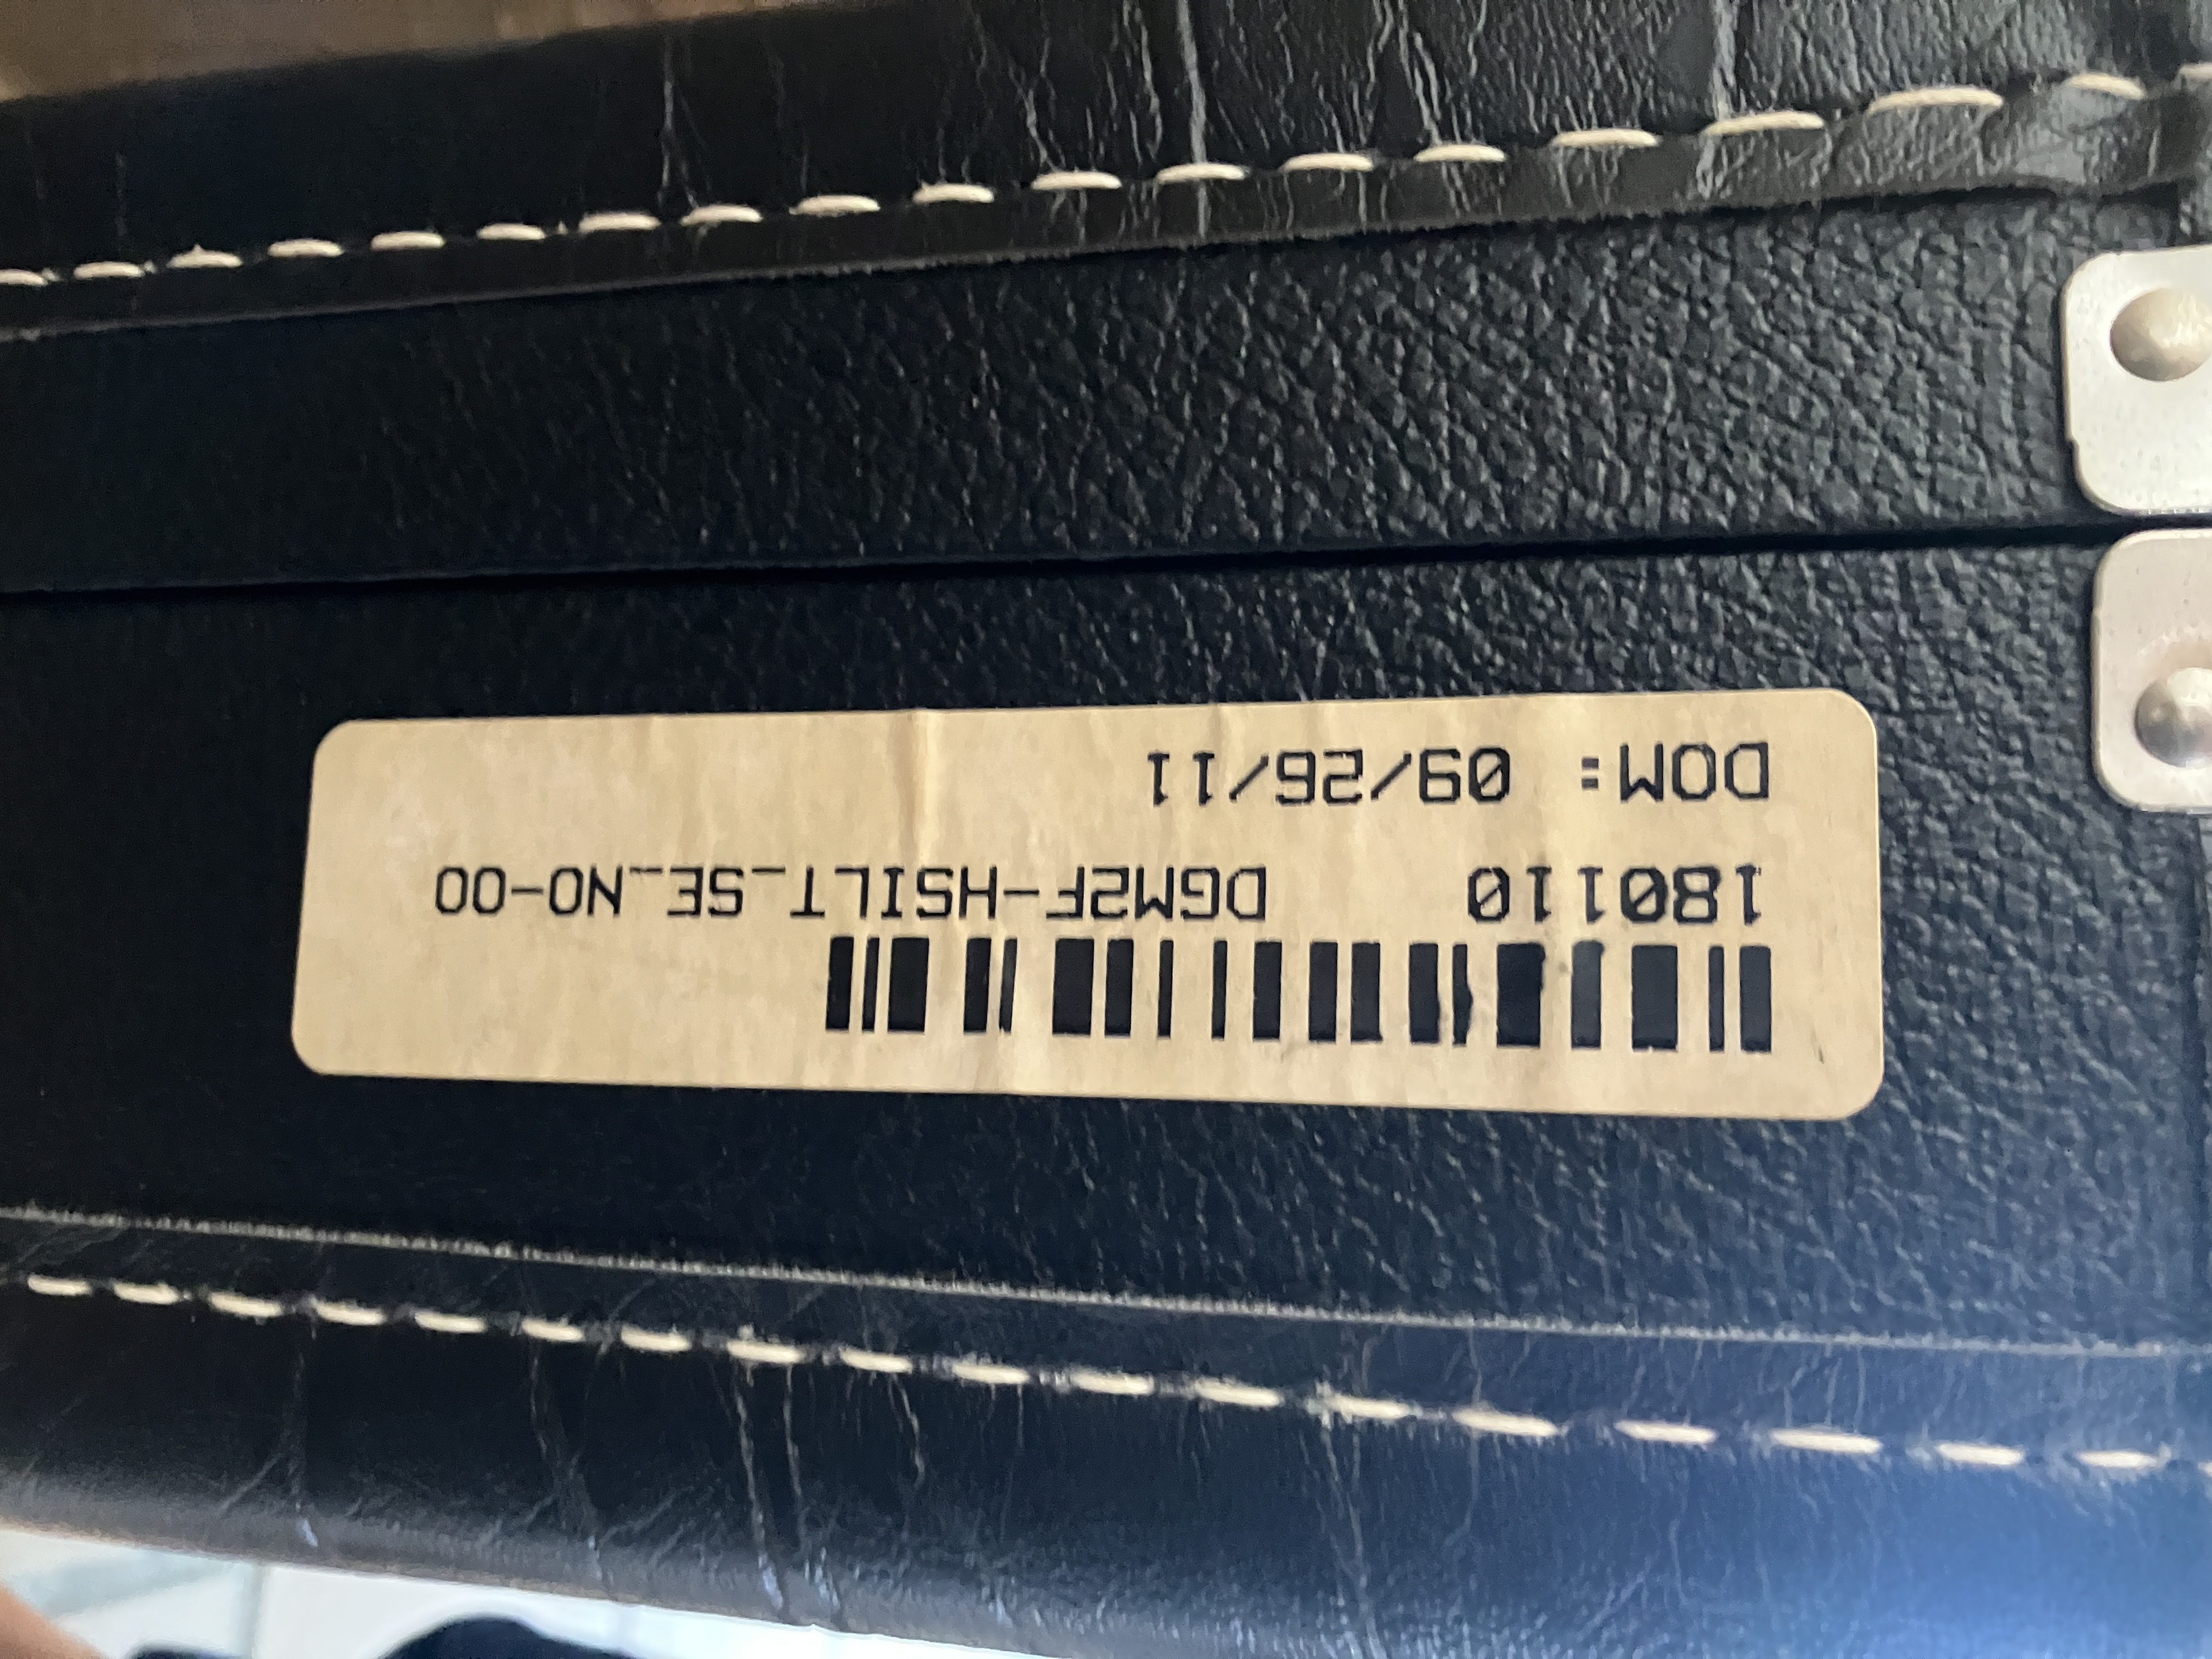 180110 DGM2F-HSILT_SE_NO-00
DOM: 09/26/11